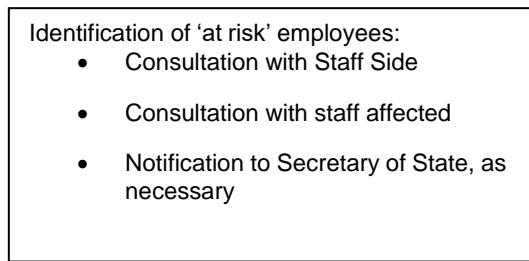 Identification of ‘at ris’ employees:
• Consultation with Staff Side
• Consultation with staff affected
• Notification to Secretary of State, as
necessary